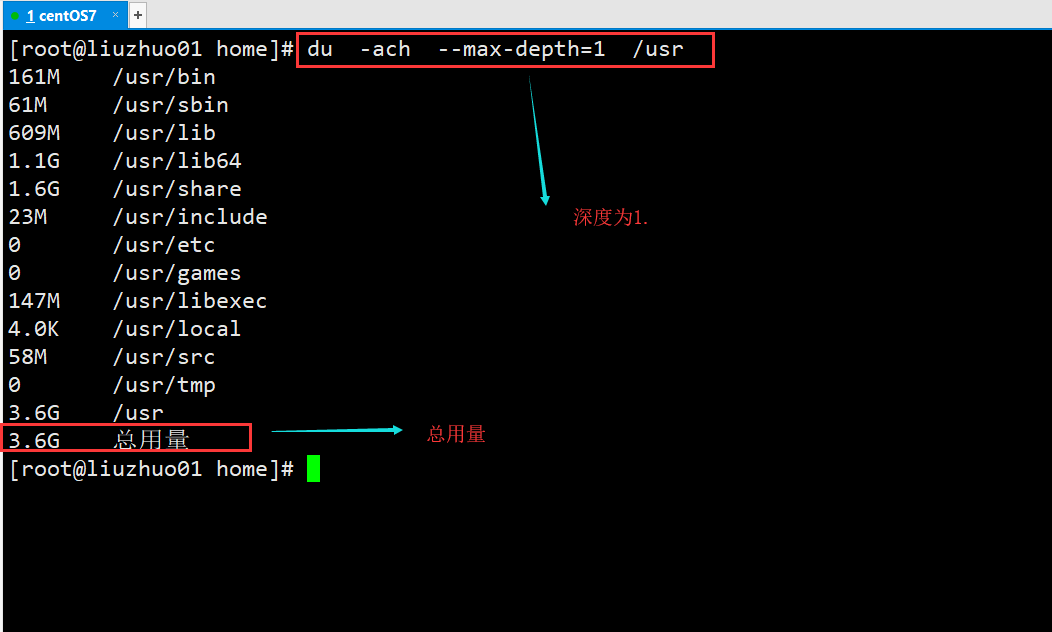 1 centOS7 × +
[root@liuzhuo01 home]# du  -ach  --max-depth=1  /usr
161M    /usr/bin
61M     /usr/sbin
609M    /usr/lib
1.1G    /usr/lib64
1.6G    /usr/share
23M     /usr/include
深度为1.
0       /usr/etc
0       /usr/games
147M    /usr/libexec
4.0K    /usr/local
58M     /usr/src
0       /usr/tmp
3.6G    /usr
3.6G    总用量
总用量
[root@liuzhuo01 home]#